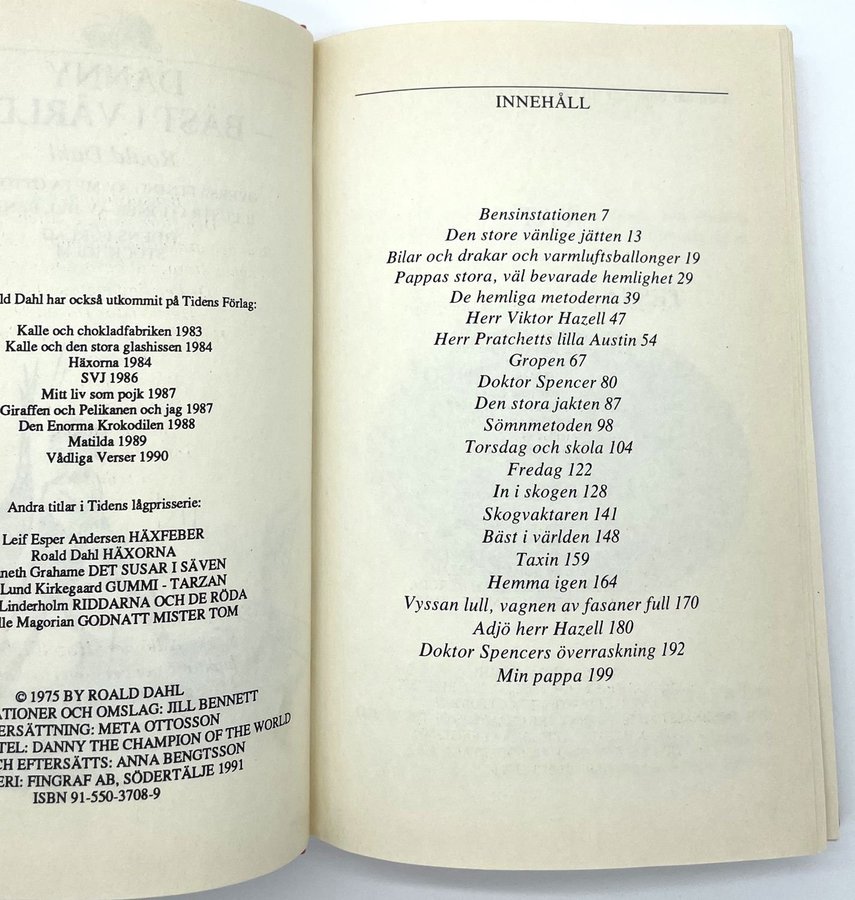 ld Dahl har också utkommit på Tidens Förlag:
Kalle och chokladfabriken 1983
Kalle och den stora glashissen 1984
Häxorna 1984
SVJ 1986
Mitt liv som pojk 1987
Giraffen och Pelikanen och jag 1987
Den Enorma Krokodilen 1988
Matilda 1989
Vådliga Verser 1990
Andra titlar i Tidens lågprisserie:
Leif Esper Andersen HÄXFEBER
Roald Dahl HÄXORNA
neth Grahame DET SUSAR I SÄVEN
Lund Kirkegaard GUMMI - TARZAN
Linderholm RIDDARNA OCH DE RÖDA
lle Magorian GODNATT MISTER TOM
© 1975 BY ROALD DAHL
ATIONER OCH OMSLAG: JILL BENNETT
ERSÄTTNING: META OTTOSSON
TEL: DANNY THE CHAMPION OF THE WORLD
CH EFTERSÄTTS: ANNA BENGTSSON
ERI: FINGRAF AB, SÖDERTÄLJE 1991
ISBN 91-550-3708-9
INNEHÅLL
Bensinstationen 7
Den store vänlige jätten 13
Bilar och drakar och varmluftsballonger 19
Pappas stora, väl bevarade hemlighet 29
De hemliga metoderna 39
Herr Viktor Hazell 47
Herr Pratchetts lilla Austin 54
Gropen 67
Doktor Spencer 80
Den stora jakten 87
Sömnmetoden 98
Torsdag och skola 104
Fredag 122
In i skogen 128
Skogvaktaren 141
Bäst i världen 148
Taxin 159
Hemma igen 164
Vyssan lull, vagnen av fasaner full 170
Adjö herr Hazell 180
Doktor Spencers överraskning 192
Min pappa 199